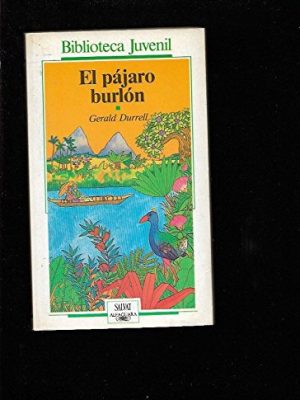 Biblioteca Juvenil
El pájaro
burlón
Gerald Durrell
SALVAT
ALFAGUARA